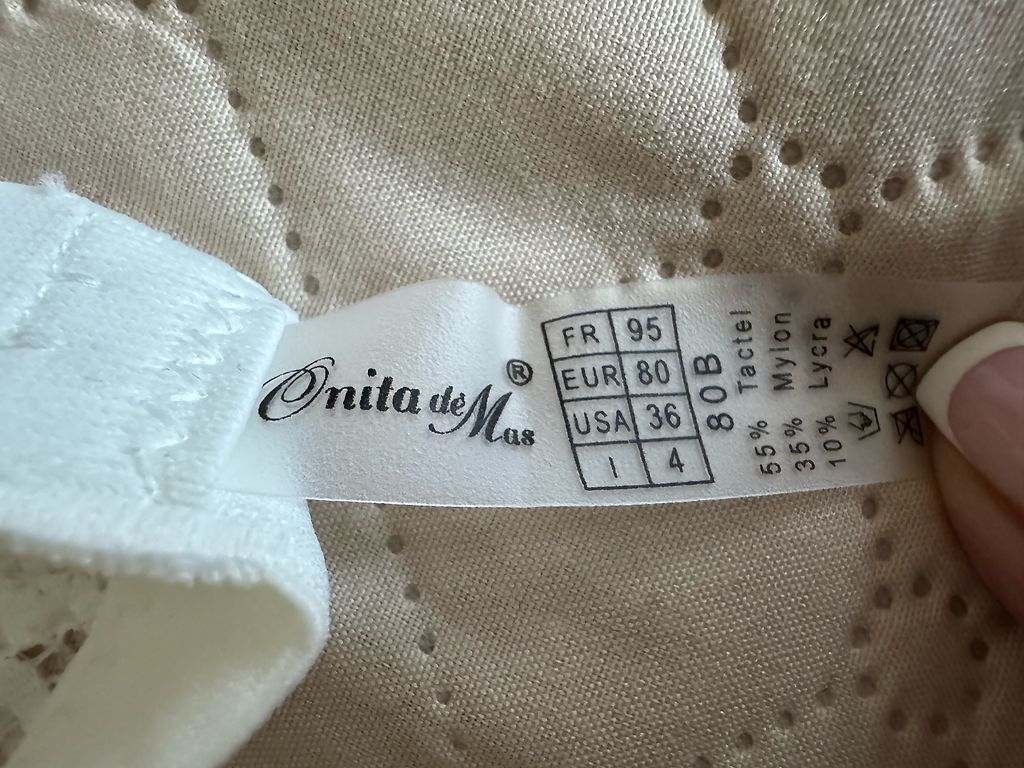 Onita de Mas®
FR 95
EUR 80
USA 36
I 4
80B
55% Tactel
35% Mylon
10% Lycra